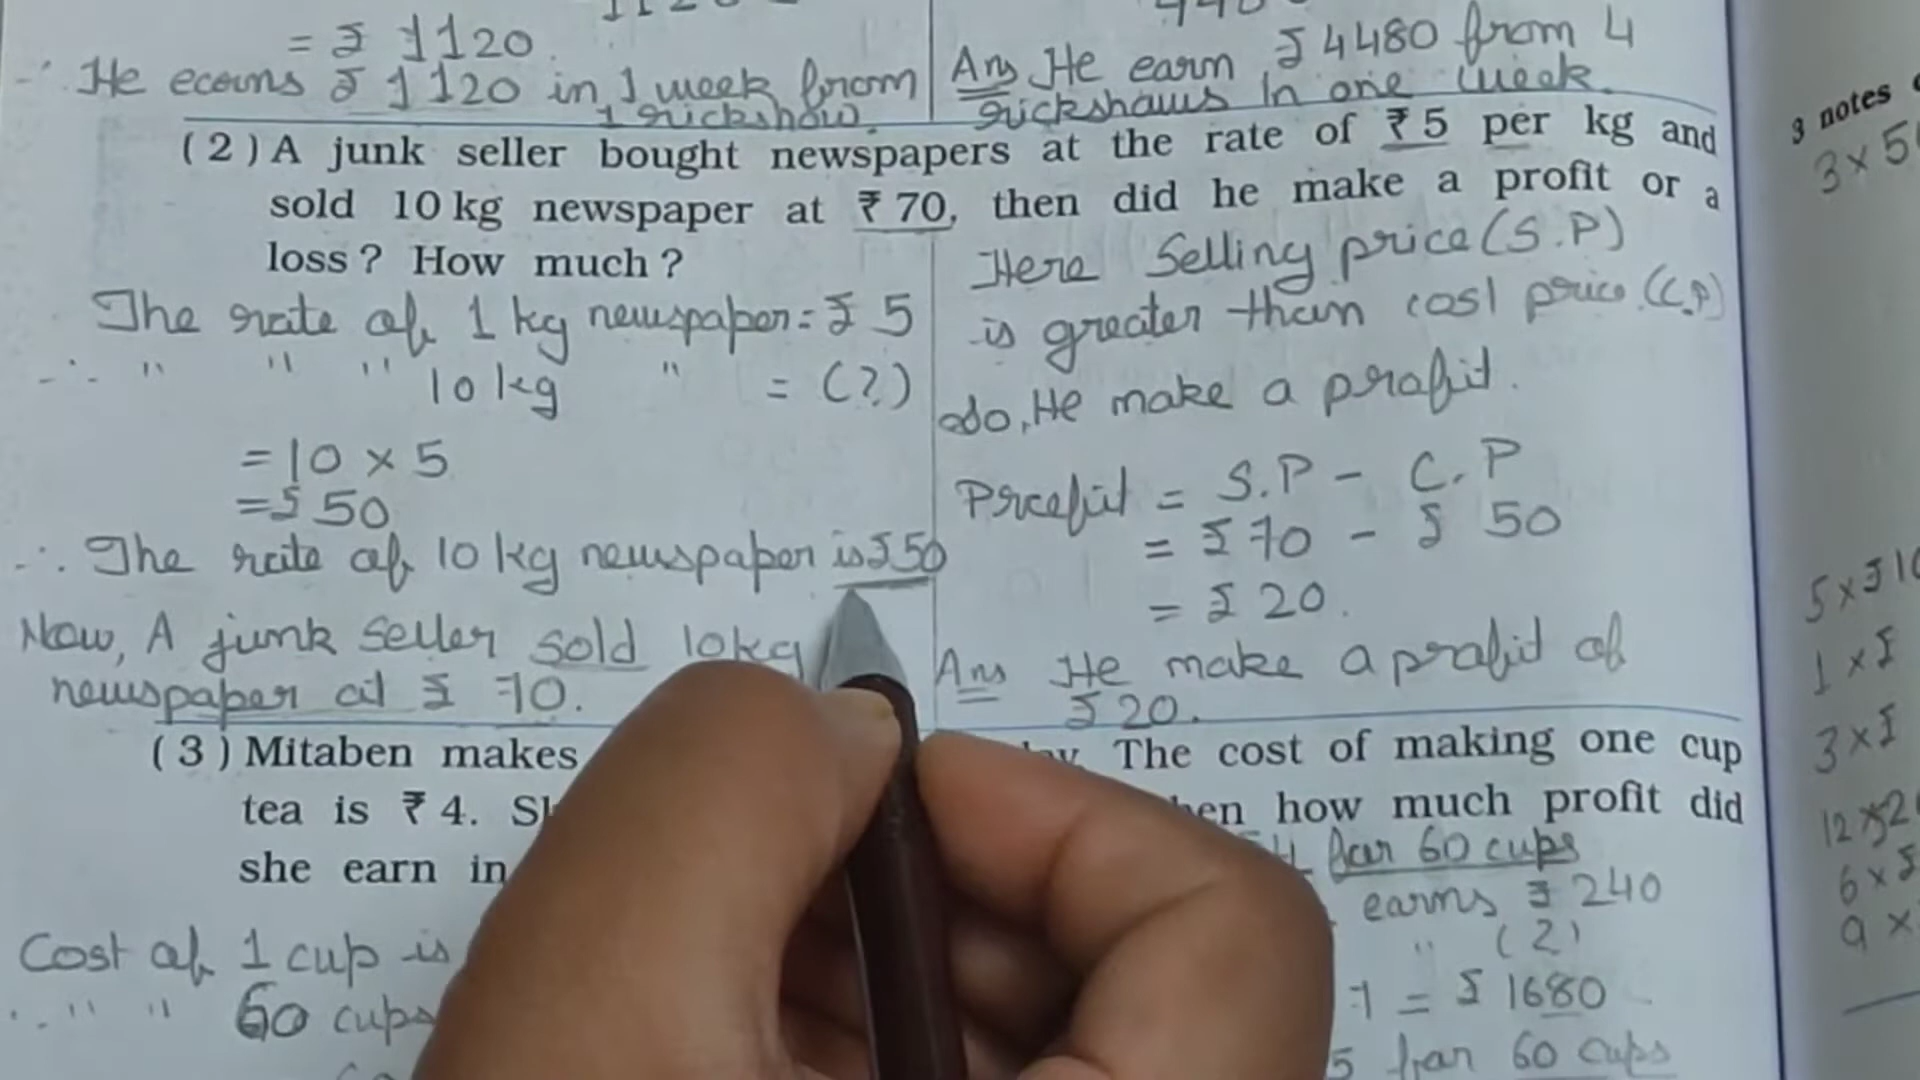 = ₹ 1120.
∴ He earns ₹ 1120 in 1 week from
1 rickshow.
4480
Ans He earn ₹ 4480 from 4
rickshaws In one week.
(2) A junk seller bought newspapers at the rate of ₹ 5 per kg and
sold 10 kg newspaper at ₹ 70, then did he make a profit or a
loss? How much?
The rate of 1 kg newspaper = ₹ 5
∴ " " " 10 kg " = (?)
= 10 × 5
= ₹ 50
∴ The rate of 10 kg newspaper is ₹ 50
Now, A junk seller sold 10kg
newspaper at ₹ 70.
Here Selling price (S.P)
is greater than cost price (C.P)
So, He make a profit.
Profit = S.P - C.P
= ₹ 70 - ₹ 50
= ₹ 20.
Ans He make a profit of
₹ 20.
(3) Mitaben makes
The cost of making one cup
tea is ₹ 4.
how much profit did
she earn in
Cost of 1 cup is
∴ " " 60 cups
for 60 cups
earns ₹ 240
" (?)
7 = ₹ 1680
5 for 60 cups
3 notes
3 × 5
5 × ₹ 10
1 × ₹
3 × ₹
12 × 2
6 × ₹
9 ×